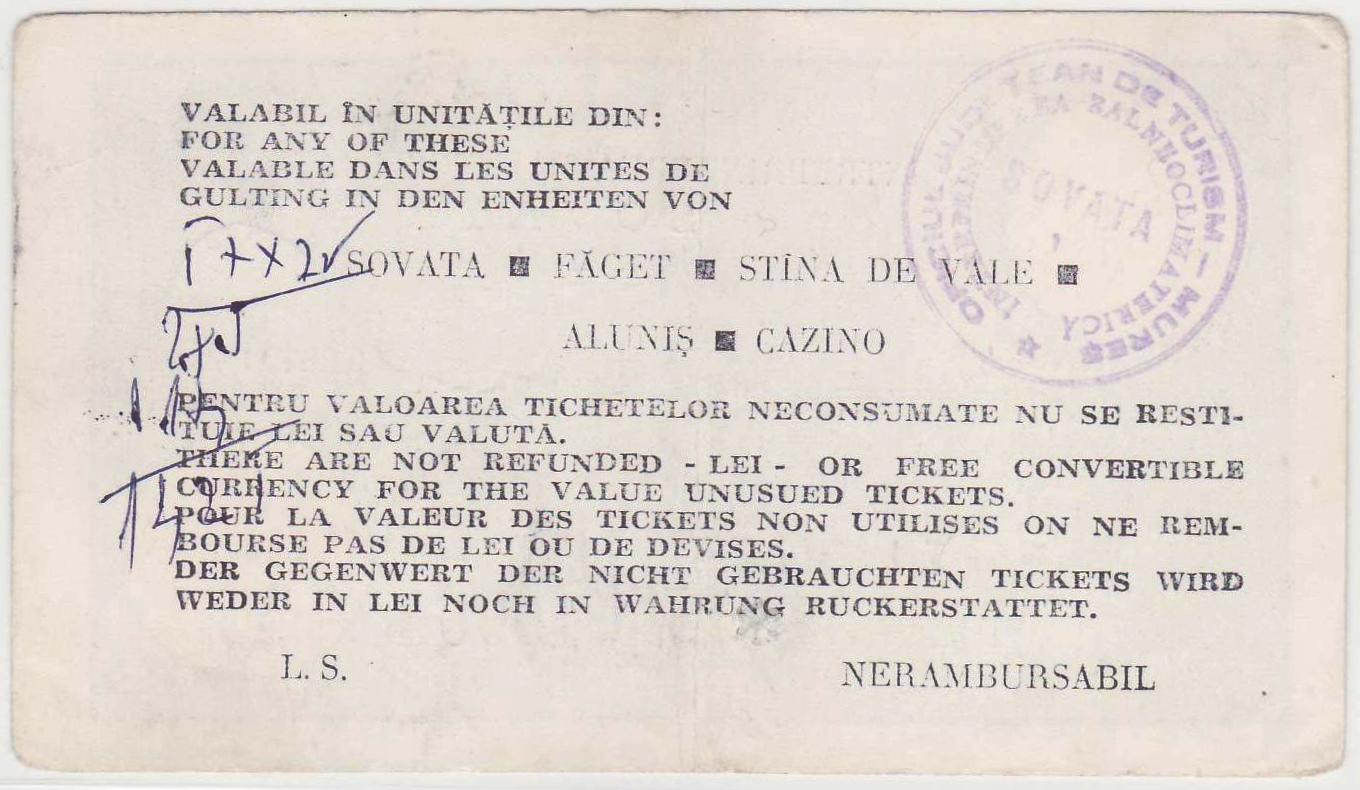 VALABIL ÎN UNITĂȚILE DIN:
FOR ANY OF THESE
VALABLE DANS LES UNITES DE
GULTING IN DEN ENHEITEN VON
SOVATA ■ FĂGET ■ STÎNA DE VALE ■
ALUNIȘ ■ CAZINO
PENTRU VALOAREA TICHETELOR NECONSUMATE NU SE RESTI-
TUIE LEI SAU VALUTĂ.
THERE ARE NOT REFUNDED - LEI - OR FREE CONVERTIBLE
CURRENCY FOR THE VALUE UNUSUED TICKETS.
POUR LA VALEUR DES TICKETS NON UTILISES ON NE REM-
BOURSE PAS DE LEI OU DE DEVISES.
DER GEGENWERT DER NICHT GEBRAUCHTEN TICKETS WIRD
WEDER IN LEI NOCH IN WAHRUNG RUCKERSTATTET.
L. S. NERAMBURSABIL
DE TURISM — MUREȘ
BALNEOCLIMATERICĂ
SOVATA